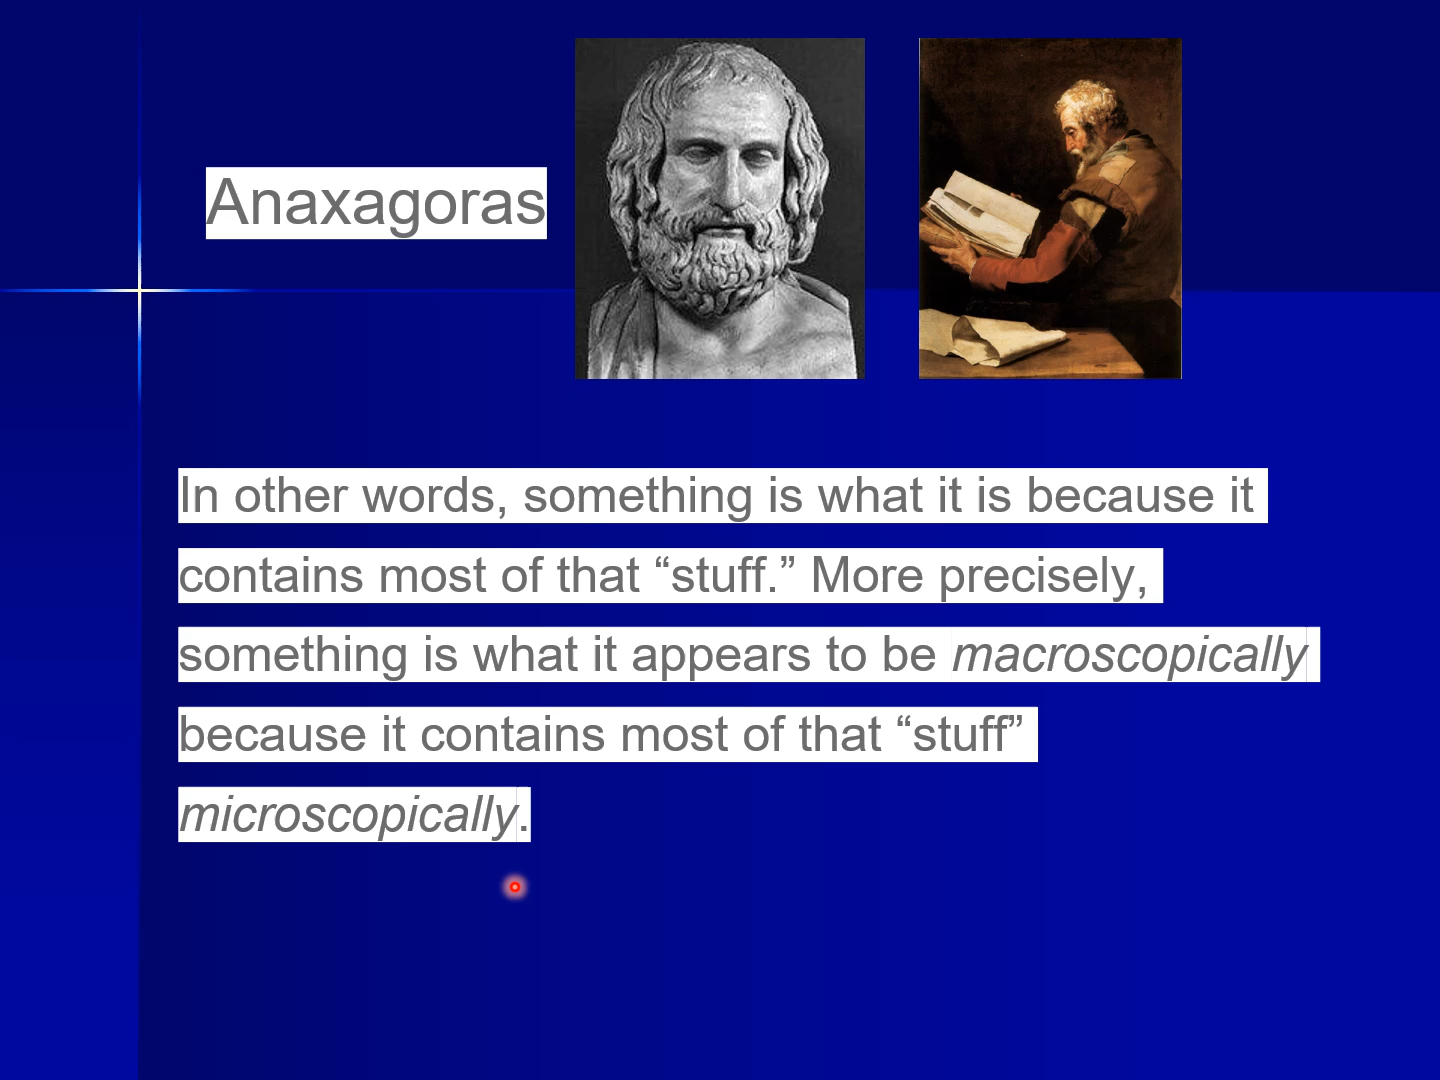 Anaxagoras
In other words, something is what it is because it
contains most of that “stuff.” More precisely,
something is what it appears to be macroscopically
because it contains most of that “stuff”
microscopically.